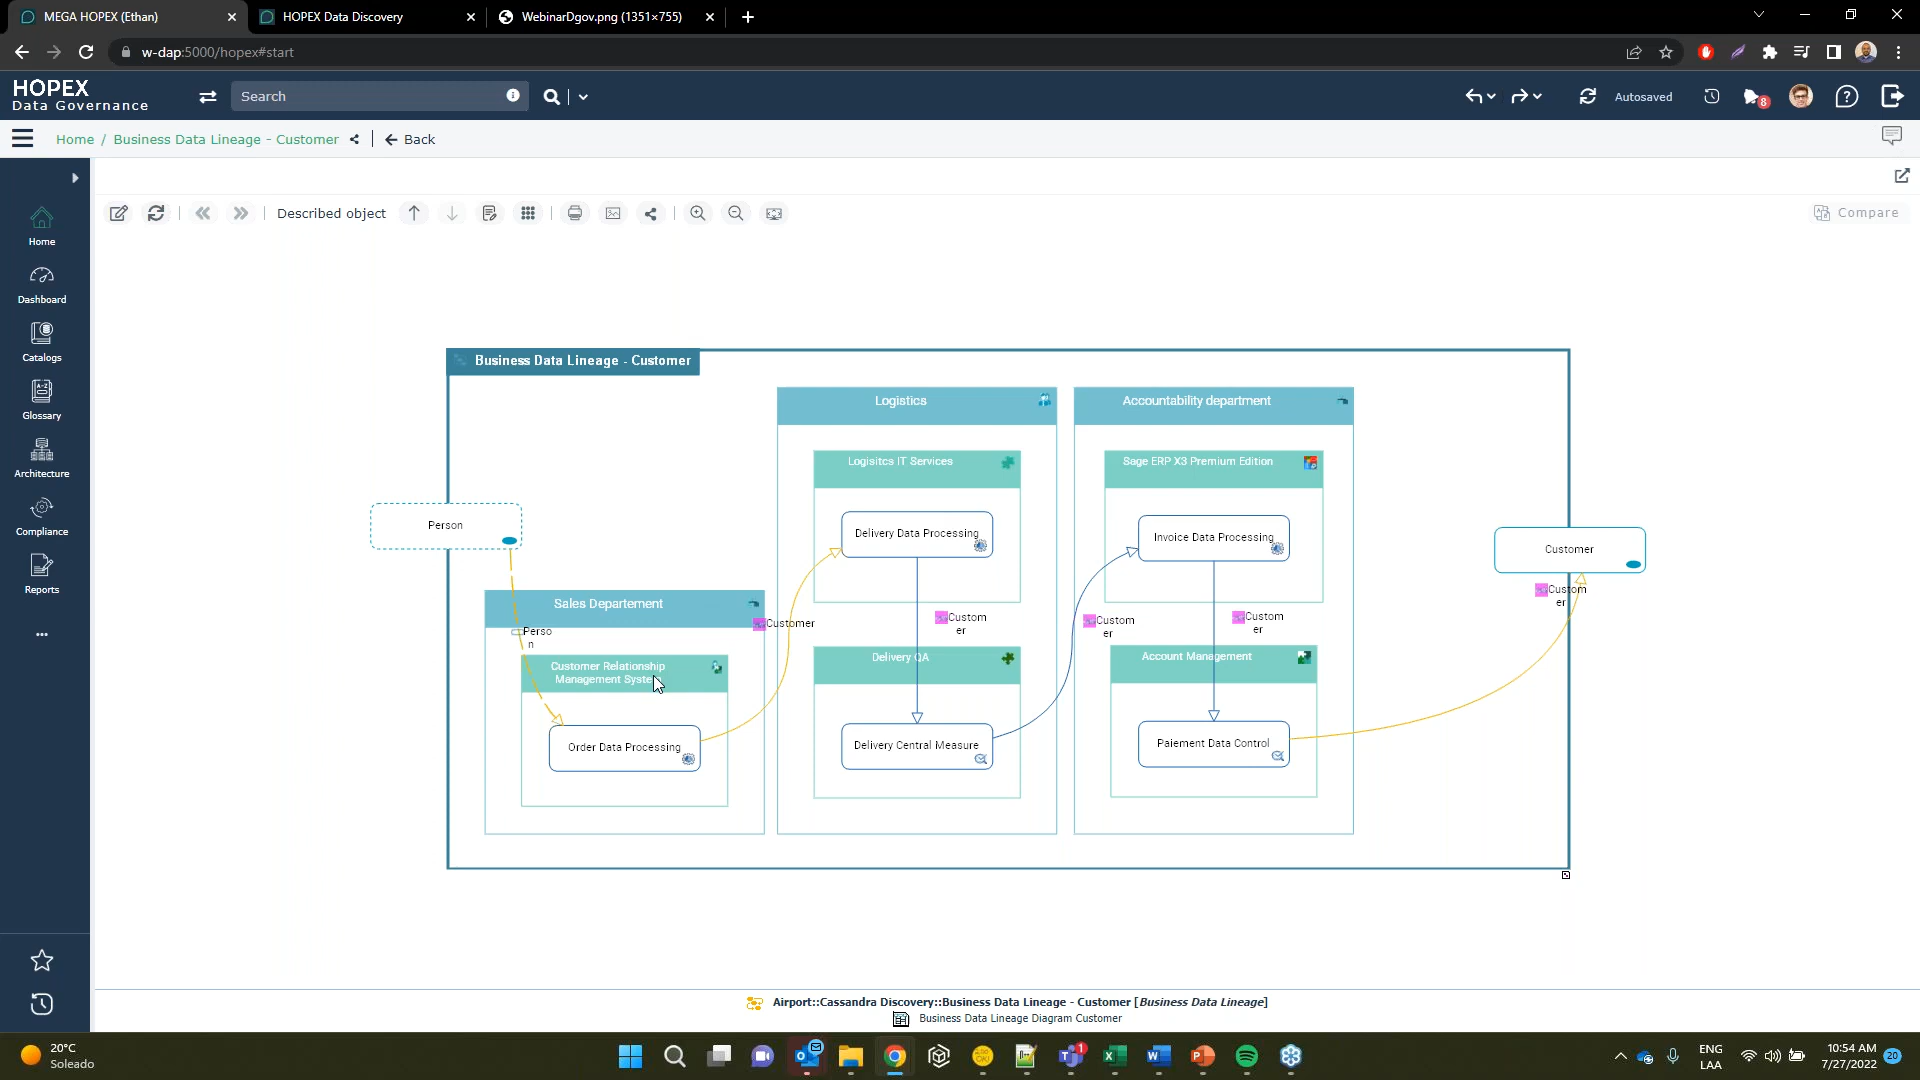 MEGA HOPEX (Ethan)
HOPEX Data Discovery
WebinarDgov.png (1351×755)
w-dap:5000/hopex#start
HOPEX
Data Governance
Search
Autosaved
8
Home / Business Data Lineage - Customer
Back
Described object
Compare
Home
Dashboard
Catalogs
Glossary
Architecture
Compliance
Reports
Business Data Lineage - Customer
Logistics
Accountability department
Logisitcs IT Services
Sage ERP X3 Premium Edition
Person
Delivery Data Processing
Invoice Data Processing
Customer
Custom
er
Sales Departement
Perso
n
Customer
Custom
er
Custom
er
Custom
er
Customer Relationship
Management System
Delivery QA
Account Management
Order Data Processing
Delivery Central Measure
Paiement Data Control
Airport::Cassandra Discovery::Business Data Lineage - Customer [Business Data Lineage]
Business Data Lineage Diagram Customer
20°C
Soleado
1
ENG
LAA
10:54 AM
7/27/2022
20